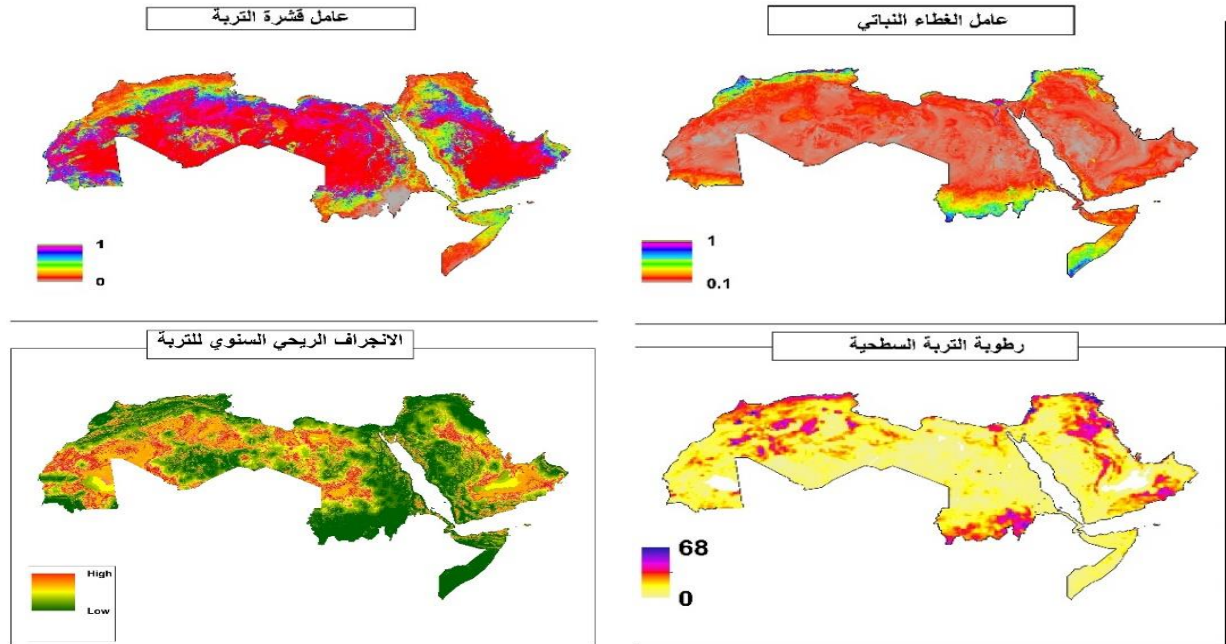 عامل قشرة التربة
1
0
عامل الغطاء النباتي
1
0.1
الانجراف الريحي السنوي للتربة
High
Low
رطوبة التربة السطحية
68
0